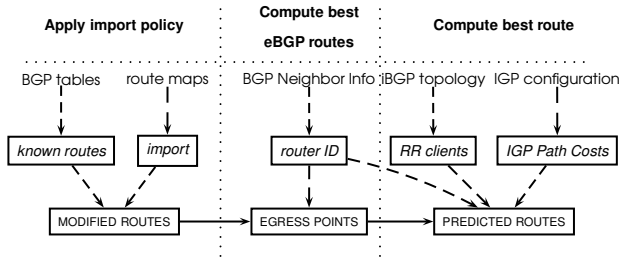 Apply import policy
Compute best
eBGP routes
Compute best route
BGP tables
route maps
BGP Neighbor Info
iBGP topology
IGP configuration
known routes
import
router ID
RR clients
IGP Path Costs
MODIFIED ROUTES
EGRESS POINTS
PREDICTED ROUTES